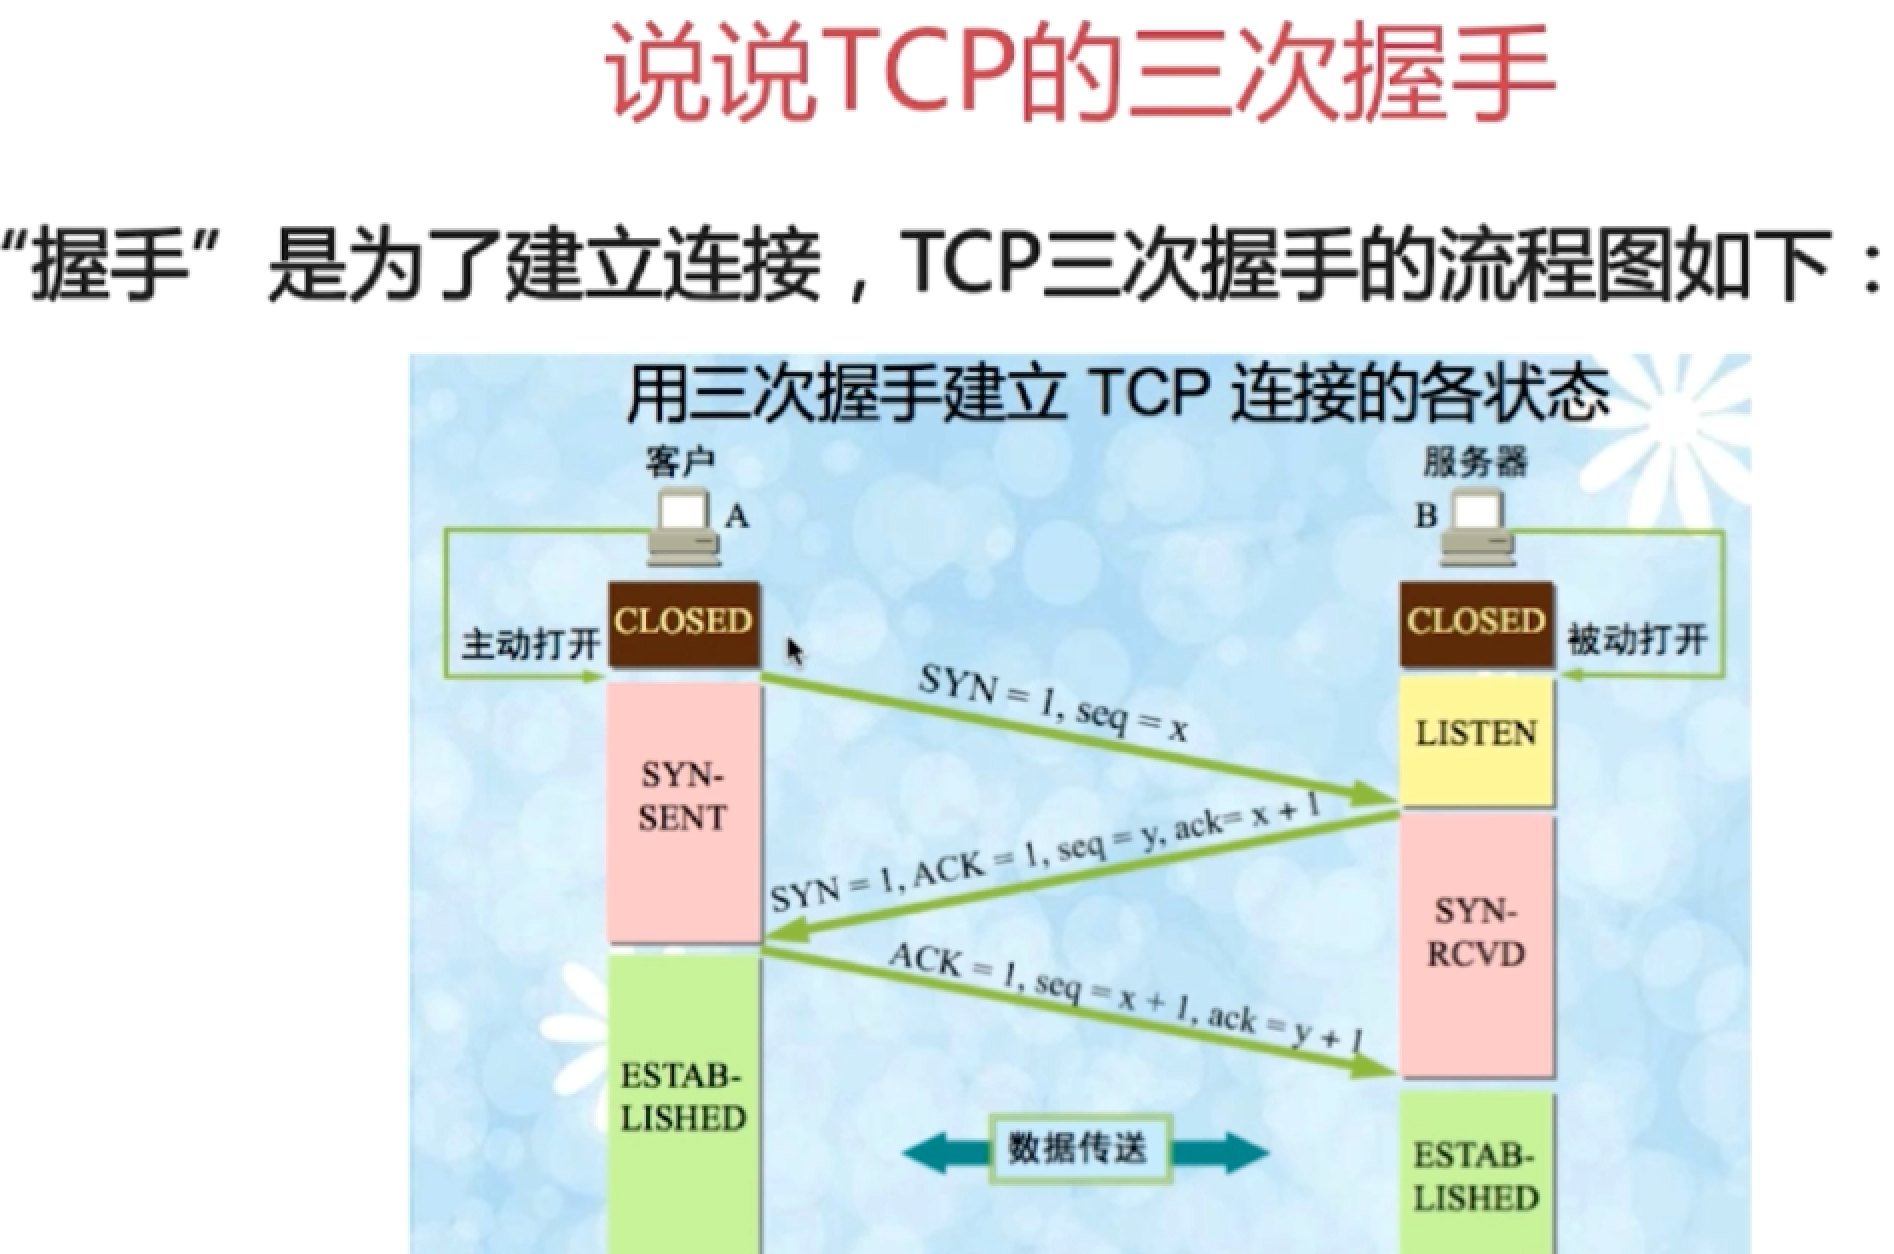 说说TCP的三次握手
“握手”是为了建立连接，TCP三次握手的流程图如下：
用三次握手建立 TCP 连接的各状态
客户
服务器
A
B
CLOSED
CLOSED
主动打开
被动打开
SYN = 1, seq = x
LISTEN
SYN-
SENT
SYN = 1, ACK = 1, seq = y, ack= x + 1
SYN-
RCVD
ACK = 1, seq = x + 1, ack = y + 1
ESTAB-
LISHED
数据传送
ESTAB-
LISHED